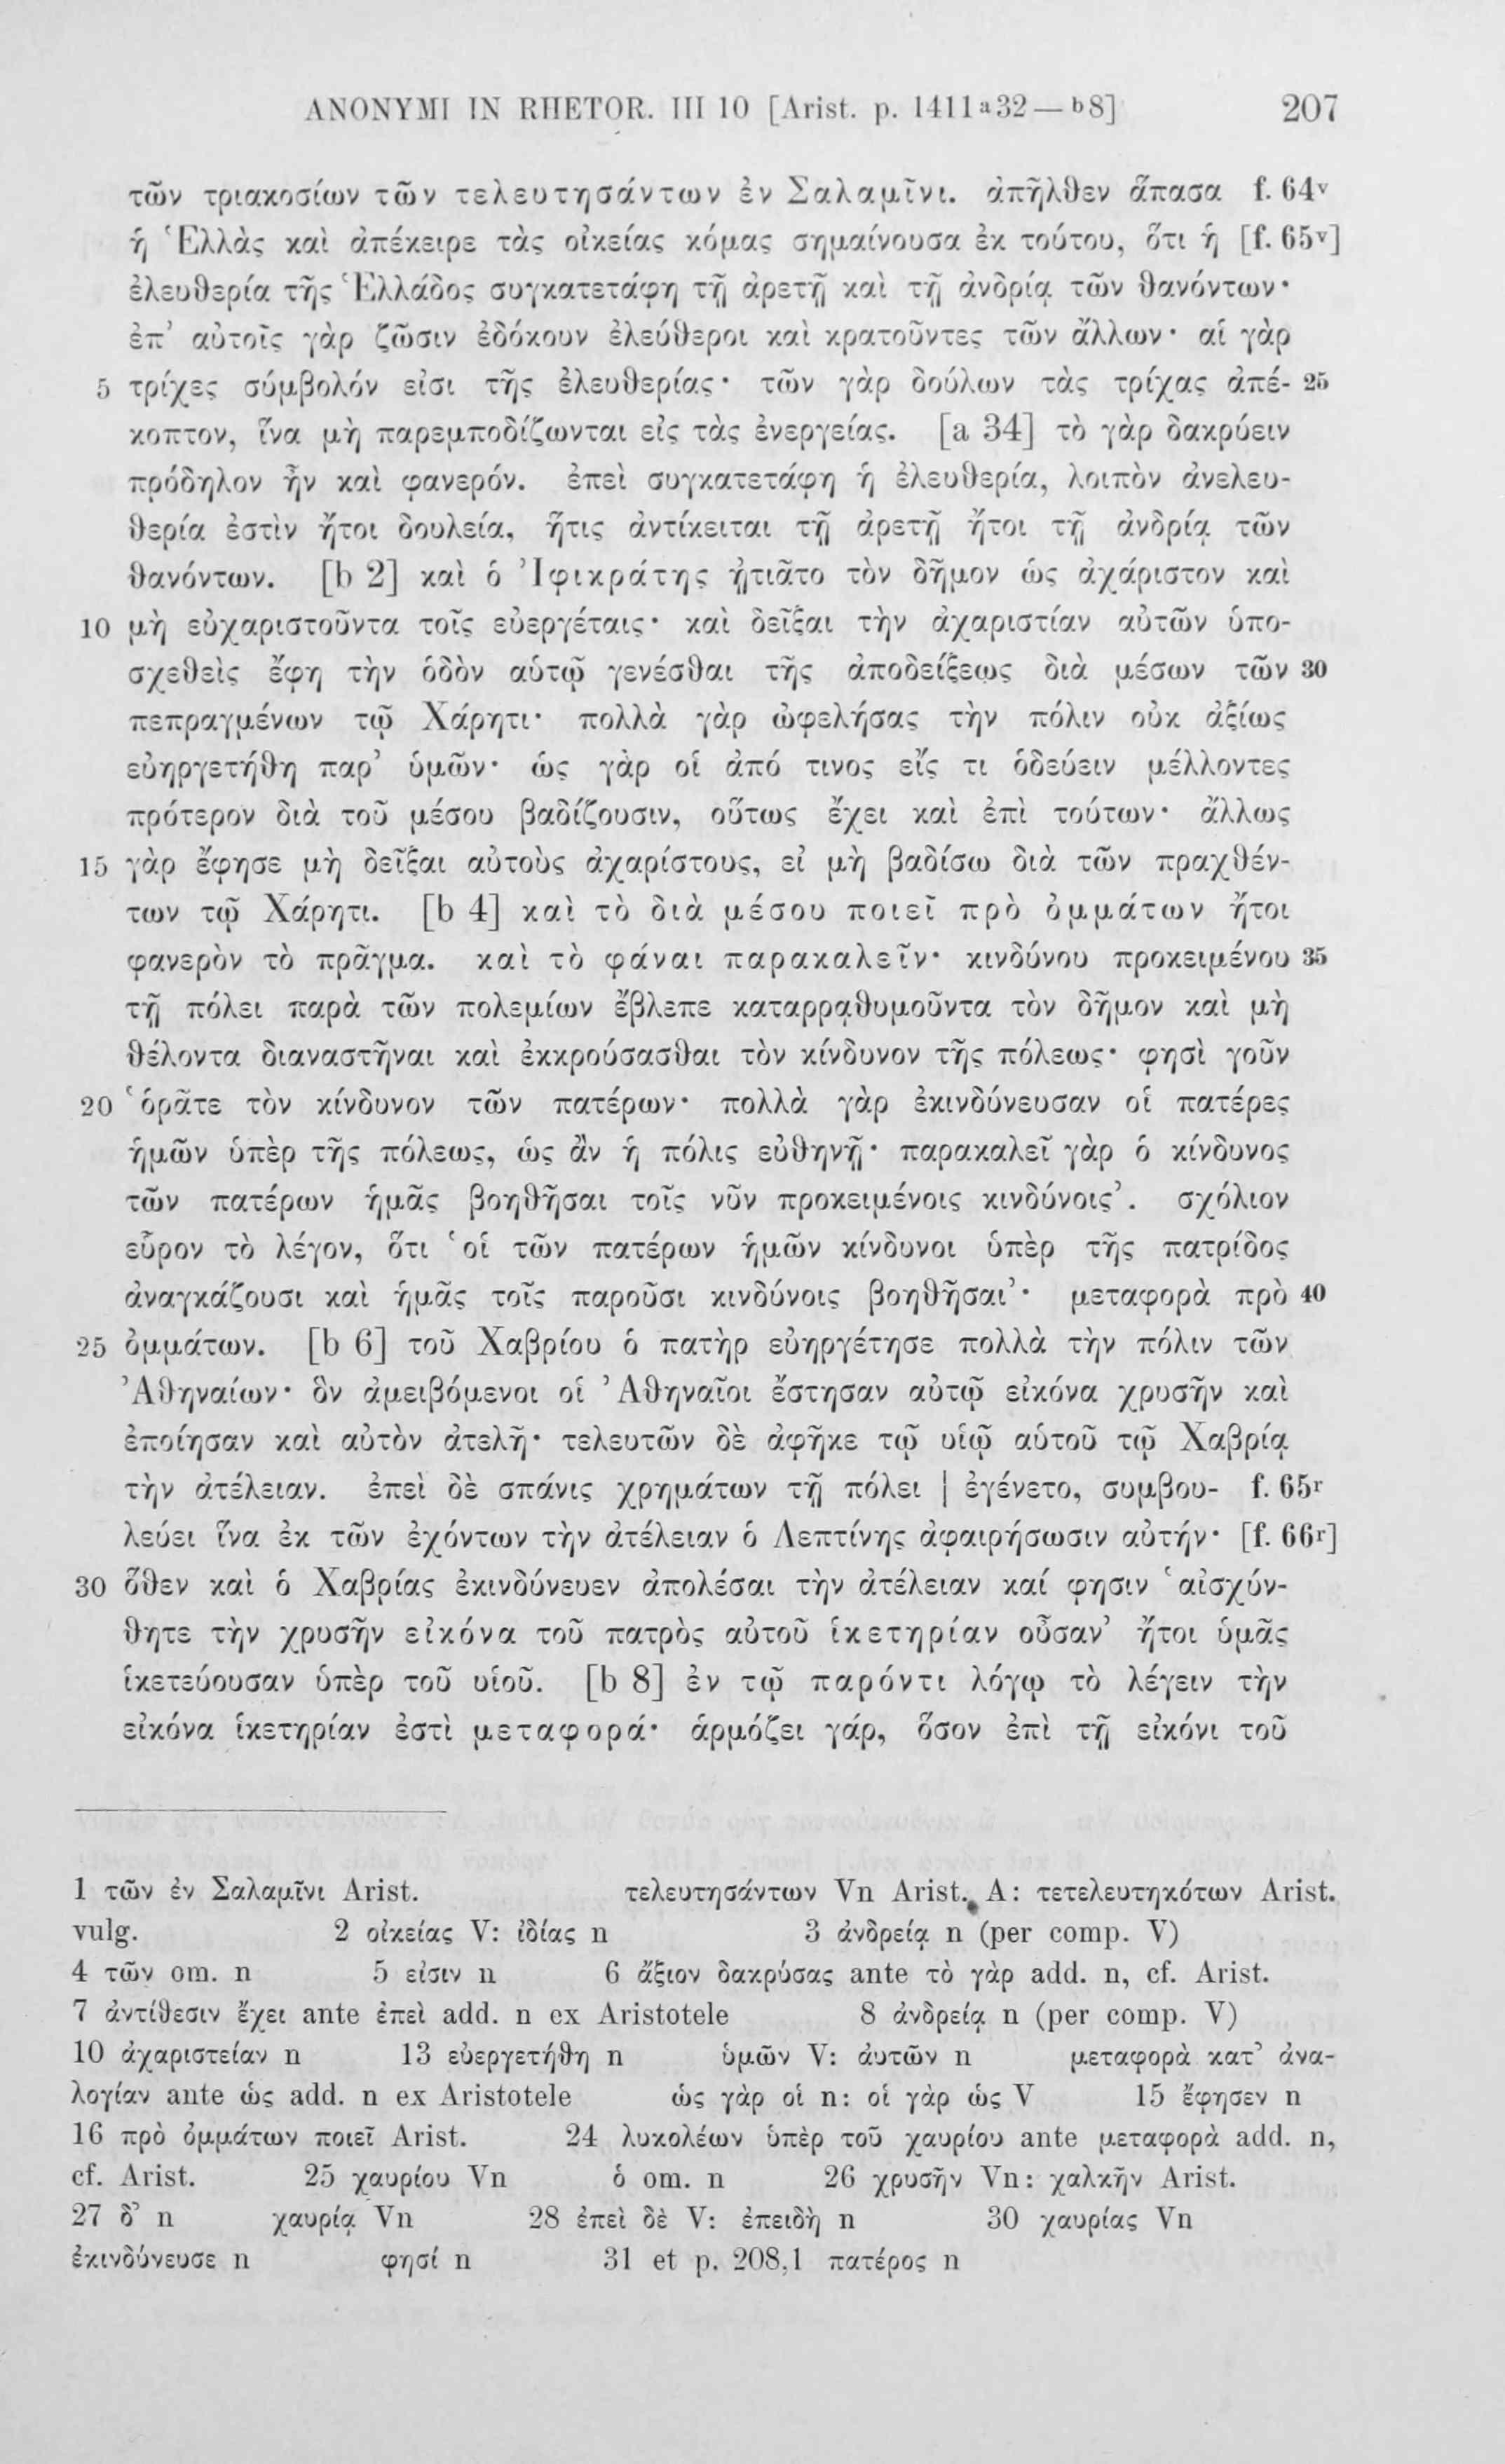 ANONYMI IN RHETOR. III 10 [Arist. p. 1411 a 32 — b 8] 207
τῶν τριακοσίων τῶν τελευτησάντων ἐν Σαλαμῖνι. ἀπῆλθεν ἅπασα f. 64v
ἡ Ἑλλὰς καὶ ἀπέκειρε τὰς οἰκείας κόμας σημαίνουσα ἐκ τούτου, ὅτι ἡ [f. 65v]
ἐλευθερία τῆς Ἑλλάδος συγκατετάφη τῇ ἀρετῇ καὶ τῇ ἀνδρίᾳ τῶν θανόντων·
ἐπ’ αὐτοῖς γὰρ ζῶσιν ἐδόκουν ἐλεύθεροι καὶ κρατοῦντες τῶν ἄλλων· αἱ γὰρ
5 τρίχες σύμβολόν εἰσι τῆς ἐλευθερίας· τῶν γὰρ δούλων τὰς τρίχας ἀπέ- 25
κοπτον, ἵνα μὴ παρεμποδίζωνται εἰς τὰς ἐνεργείας. [a 34] τὸ γὰρ δακρύειν
πρόδηλον ἦν καὶ φανερόν. ἐπεὶ συγκατετάφη ἡ ἐλευθερία, λοιπὸν ἀνελευ-
θερία ἐστὶν ἤτοι δουλεία, ἥτις ἀντίκειται τῇ ἀρετῇ ἤτοι τῇ ἀνδρίᾳ τῶν
θανόντων. [b 2] καὶ ὁ Ἰφικράτης ᾐτιᾶτο τὸν δῆμον ὡς ἀχάριστον καὶ
10 μὴ εὐχαριστοῦντα τοῖς εὐεργέταις· καὶ δεῖξαι τὴν ἀχαριστίαν αὐτῶν ὑπο-
σχεθεὶς ἔφη τὴν ὁδὸν αὑτῷ γενέσθαι τῆς ἀποδείξεως διὰ μέσων τῶν 30
πεπραγμένων τῷ Χάρητι· πολλὰ γὰρ ὠφελήσας τὴν πόλιν οὐκ ἀξίως
εὐηργετήθη παρ’ ὑμῶν· ὡς γὰρ οἱ ἀπό τινος εἴς τι ὁδεύειν μέλλοντες
πρότερον διὰ τοῦ μέσου βαδίζουσιν, οὕτως ἔχει καὶ ἐπὶ τούτων· ἄλλως
15 γὰρ ἔφησε μὴ δεῖξαι αὐτοὺς ἀχαρίστους, εἰ μὴ βαδίσω διὰ τῶν πραχθέν-
των τῷ Χάρητι. [b 4] καὶ τὸ διὰ μέσου ποιεῖ πρὸ ὀμμάτων ἤτοι
φανερὸν τὸ πρᾶγμα. καὶ τὸ φάναι παρακαλεῖν· κινδύνου προκειμένου 35
τῇ πόλει παρὰ τῶν πολεμίων ἔβλεπε καταρρᾳθυμοῦντα τὸν δῆμον καὶ μὴ
θέλοντα διαναστῆναι καὶ ἐκκρούσασθαι τὸν κίνδυνον τῆς πόλεως· φησὶ γοῦν
20 ‘ὁρᾶτε τὸν κίνδυνον τῶν πατέρων· πολλὰ γὰρ ἐκινδύνευσαν οἱ πατέρες
ἡμῶν ὑπὲρ τῆς πόλεως, ὡς ἂν ἡ πόλις εὐθηνῇ· παρακαλεῖ γὰρ ὁ κίνδυνος
τῶν πατέρων ἡμᾶς βοηθῆσαι τοῖς νῦν προκειμένοις κινδύνοις’. σχόλιον
εὗρον τὸ λέγον, ὅτι ‘οἱ τῶν πατέρων ἡμῶν κίνδυνοι ὑπὲρ τῆς πατρίδος
ἀναγκάζουσι καὶ ἡμᾶς τοῖς παροῦσι κινδύνοις βοηθῆσαι’· μεταφορὰ πρὸ 40
25 ὀμμάτων. [b 6] τοῦ Χαβρίου ὁ πατὴρ εὐηργέτησε πολλὰ τὴν πόλιν τῶν
Ἀθηναίων· ὃν ἀμειβόμενοι οἱ Ἀθηναῖοι ἔστησαν αὐτῷ εἰκόνα χρυσῆν καὶ
ἐποίησαν καὶ αὐτὸν ἀτελῆ· τελευτῶν δὲ ἀφῆκε τῷ υἱῷ αὑτοῦ τῷ Χαβρίᾳ
τὴν ἀτέλειαν. ἐπεὶ δὲ σπάνις χρημάτων τῇ πόλει | ἐγένετο, συμβου- f. 65r
λεύει ἵνα ἐκ τῶν ἐχόντων τὴν ἀτέλειαν ὁ Λεπτίνης ἀφαιρήσωσιν αὐτήν· [f. 66r]
30 ὅθεν καὶ ὁ Χαβρίας ἐκινδύνευεν ἀπολέσαι τὴν ἀτέλειαν καί φησιν ‘αἰσχύν-
θητε τὴν χρυσῆν εἰκόνα τοῦ πατρὸς αὐτοῦ ἱκετηρίαν οὖσαν’ ἤτοι ὑμᾶς
ἱκετεύουσαν ὑπὲρ τοῦ υἱοῦ. [b 8] ἐν τῷ παρόντι λόγῳ τὸ λέγειν τὴν
εἰκόνα ἱκετηρίαν ἐστὶ μεταφορά· ἁρμόζει γάρ, ὅσον ἐπὶ τῇ εἰκόνι τοῦ
1 τῶν ἐν Σαλαμῖνι Arist. τελευτησάντων Vn Arist. A: τετελευτηκότων Arist.
vulg. 2 οἰκείας V: ἰδίας n 3 ἀνδρείᾳ n (per comp. V)
4 τῶν om. n 5 εἰσιν n 6 ἄξιον δακρύσας ante τὸ γὰρ add. n, cf. Arist.
7 ἀντίθεσιν ἔχει ante ἐπεὶ add. n ex Aristotele 8 ἀνδρείᾳ n (per comp. V)
10 ἀχαριστείαν n 13 εὐεργετήθη n ὑμῶν V: ἀυτῶν n μεταφορὰ κατ’ ἀνα-
λογίαν ante ὡς add. n ex Aristotele ὡς γὰρ οἱ n: οἱ γὰρ ὡς V 15 ἔφησεν n
16 πρὸ ὀμμάτων ποιεῖ Arist. 24 λυκολέων ὑπὲρ τοῦ χαυρίου ante μεταφορὰ add. n,
cf. Arist. 25 χαυρίου Vn ὁ om. n 26 χρυσῆν Vn: χαλκῆν Arist.
27 δ’ n χαυρίᾳ Vn 28 ἐπεὶ δὲ V: ἐπειδὴ n 30 χαυρίας Vn
ἐκινδύνευσε n φησί n 31 et p. 208,1 πατέρος n